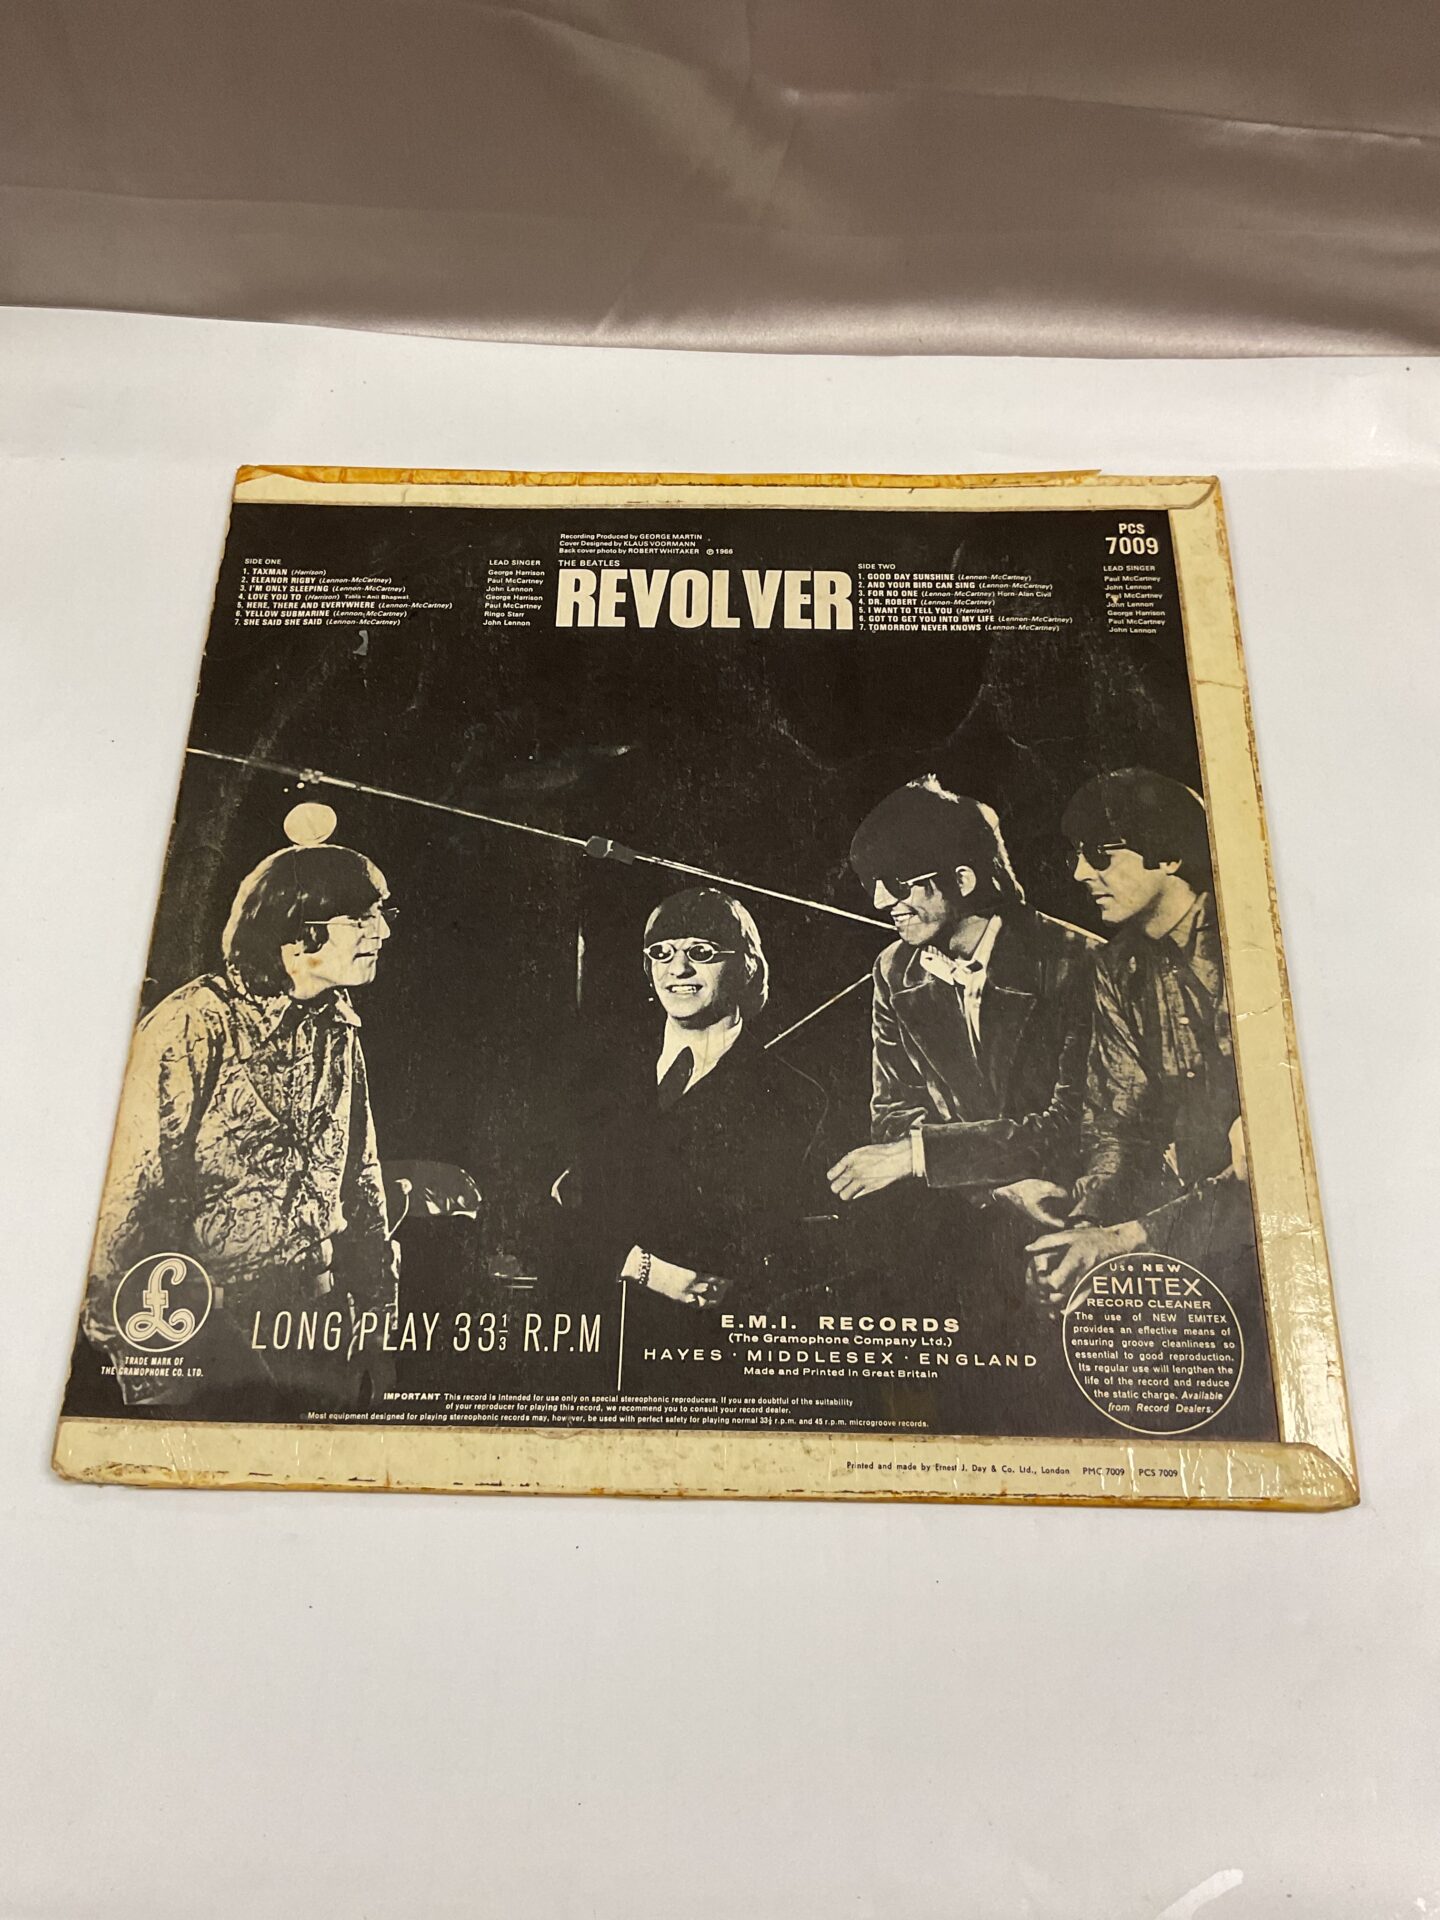 Recording Produced by GEORGE MARTIN
Cover Designed by KLAUS VOORMANN
Back cover photo by ROBERT WHITAKER ℗ 1966
THE BEATLES
REVOLVER
PCS
7009
SIDE ONE LEAD SINGER
1. TAXMAN (Harrison) George Harrison
2. ELEANOR RIGBY (Lennon-McCartney) Paul McCartney
3. I'M ONLY SLEEPING (Lennon-McCartney) John Lennon
4. LOVE YOU TO (Harrison) Tabla - Anil Bhagwat George Harrison
5. HERE, THERE AND EVERYWHERE (Lennon-McCartney) Paul McCartney
6. YELLOW SUBMARINE (Lennon-McCartney) Ringo Starr
7. SHE SAID SHE SAID (Lennon-McCartney) John Lennon
SIDE TWO LEAD SINGER
1. GOOD DAY SUNSHINE (Lennon-McCartney) Paul McCartney
2. AND YOUR BIRD CAN SING (Lennon-McCartney) John Lennon
3. FOR NO ONE (Lennon-McCartney) Horn-Alan Civil Paul McCartney
4. DR. ROBERT (Lennon-McCartney) John Lennon
5. I WANT TO TELL YOU (Harrison) George Harrison
6. GOT TO GET YOU INTO MY LIFE (Lennon-McCartney) Paul McCartney
7. TOMORROW NEVER KNOWS (Lennon-McCartney) John Lennon
£
TRADE MARK OF
THE GRAMOPHONE CO. LTD.
LONG PLAY 33⅓ R.P.M
E.M.I. RECORDS
(The Gramophone Company Ltd.)
HAYES · MIDDLESEX · ENGLAND
Made and Printed in Great Britain
IMPORTANT This record is intended for use only on special stereophonic reproducers. If you are doubtful of the suitability
of your reproducer for playing this record, we recommend you to consult your record dealer.
Most equipment designed for playing stereophonic records may, however, be used with perfect safety for playing normal 33⅓ r.p.m. and 45 r.p.m. microgroove records.
Use NEW
EMITEX
RECORD CLEANER
The use of NEW EMITEX
provides an effective means of
ensuring groove cleanliness so
essential to good reproduction.
Its regular use will lengthen the
life of the record and reduce
the static charge. Available
from Record Dealers.
Printed and made by Ernest J. Day & Co. Ltd., London PMC 7009 PCS 7009